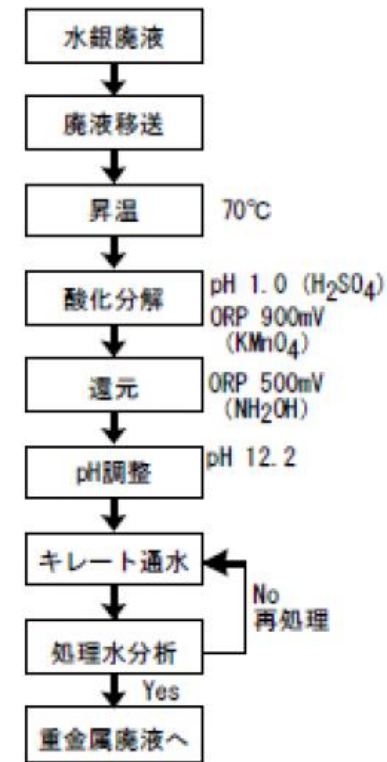 水銀廃液
廃液移送
昇温
70℃
酸化分解
pH 1.0 (H₂SO₄)
ORP 900mV
(KMnO₄)
還元
ORP 500mV
(NH₂OH)
pH調整
pH 12.2
キレート通水
No
再処理
処理水分析
Yes
重金属廃液へ